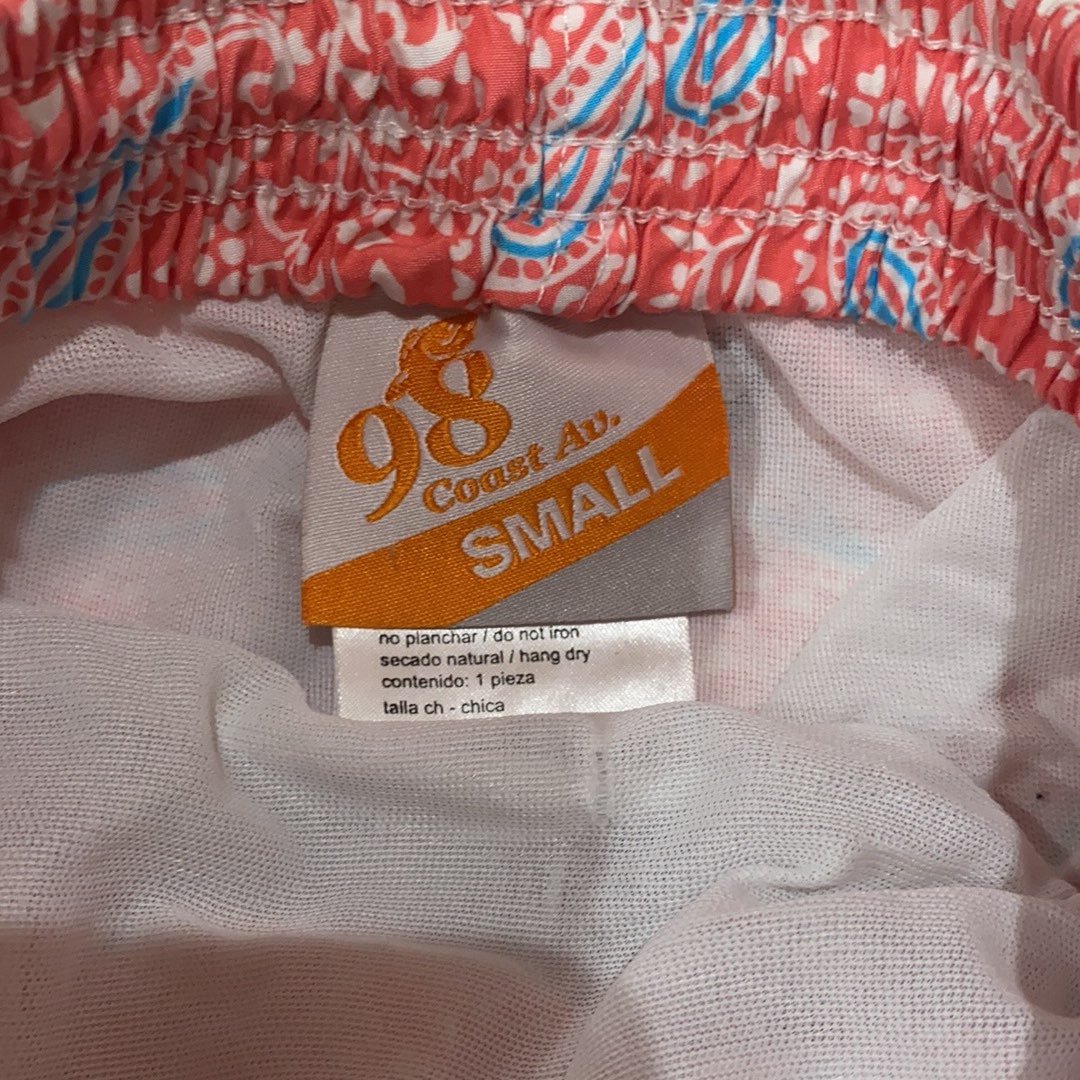 98
Coast Av.
SMALL
no planchar / do not iron
secado natural / hang dry
contenido: 1 pieza
talla ch - chica